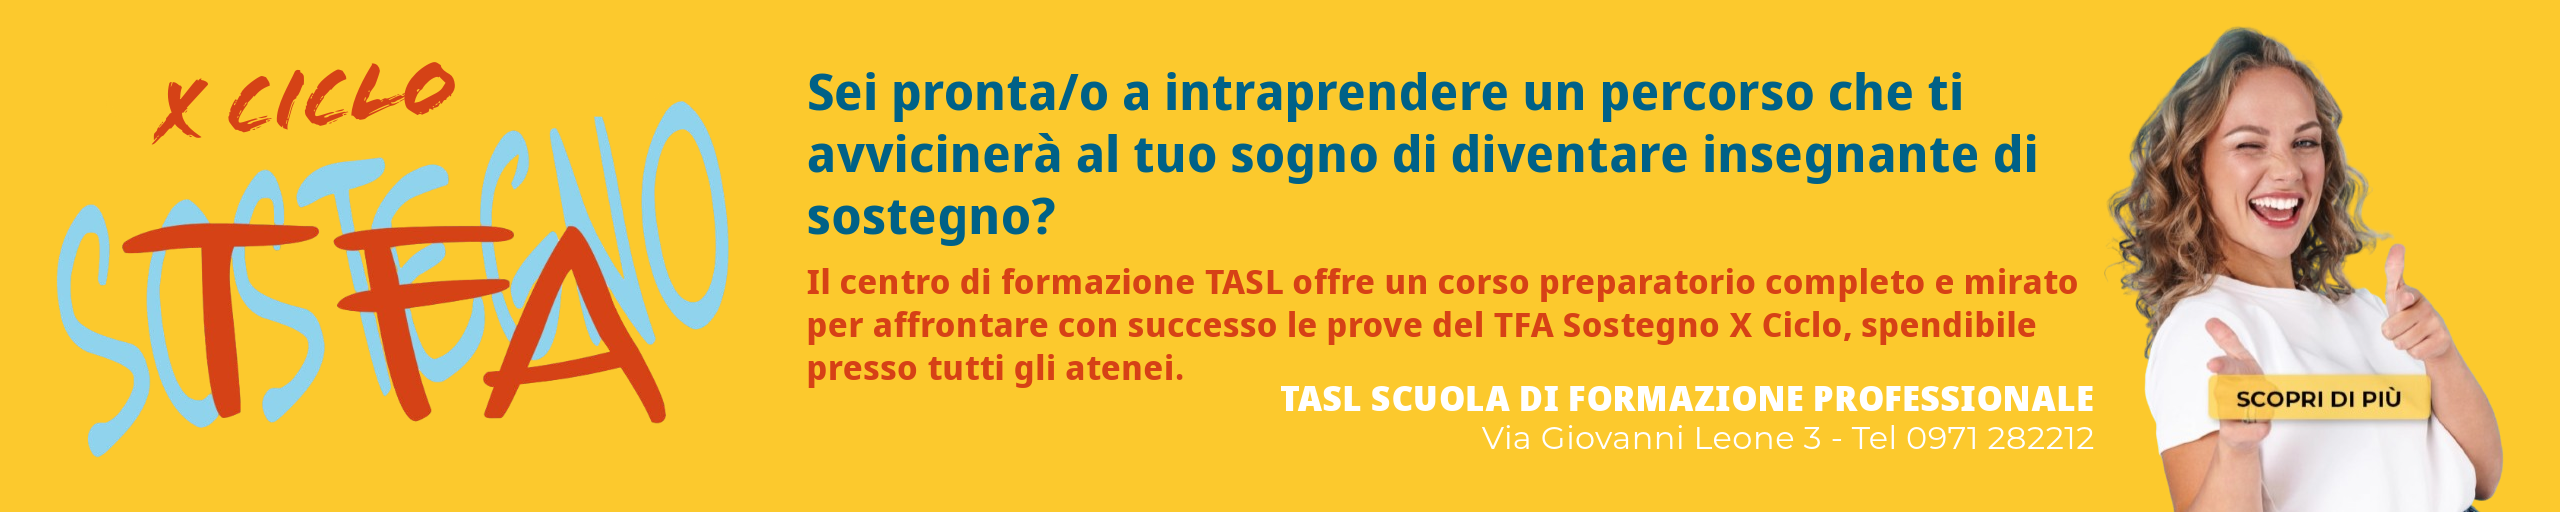 X CICLO
SOSTEGNO
TFA
Sei pronta/o a intraprendere un percorso che ti
avvicinerà al tuo sogno di diventare insegnante di
sostegno?
Il centro di formazione TASL offre un corso preparatorio completo e mirato
per affrontare con successo le prove del TFA Sostegno X Ciclo, spendibile
presso tutti gli atenei.
TASL SCUOLA DI FORMAZIONE PROFESSIONALE
Via Giovanni Leone 3 - Tel 0971 282212
SCOPRI DI PIÙ